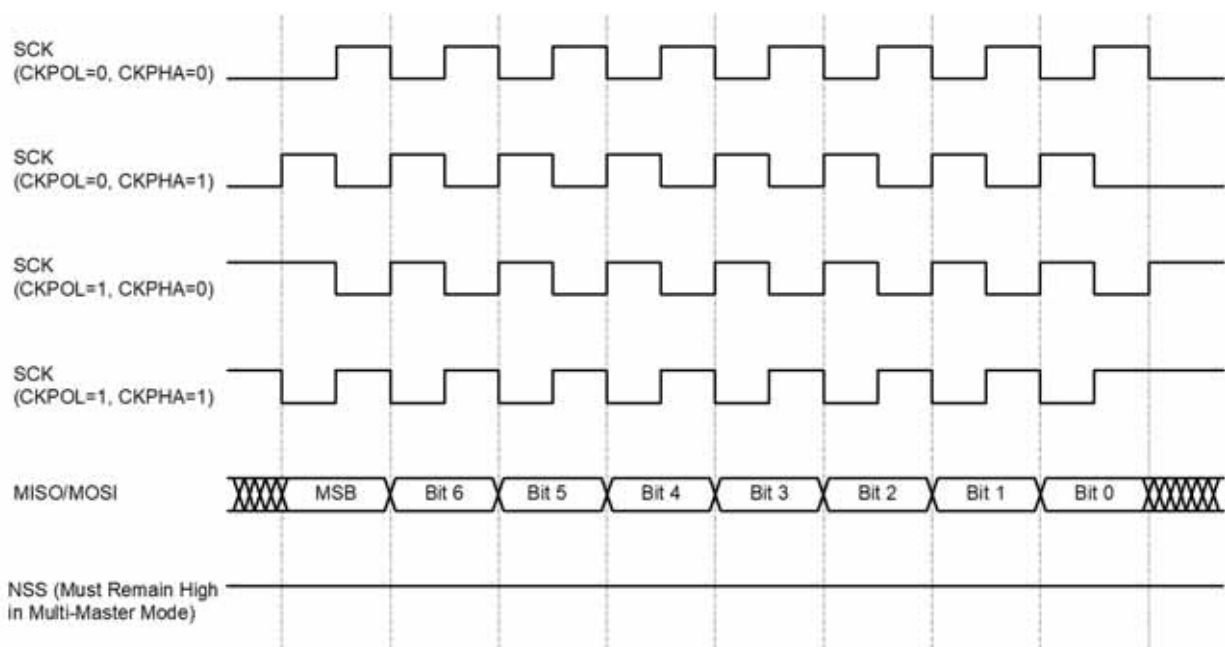 SCK
(CKPOL=0, CKPHA=0)
SCK
(CKPOL=0, CKPHA=1)
SCK
(CKPOL=1, CKPHA=0)
SCK
(CKPOL=1, CKPHA=1)
MISO/MOSI MSB Bit 6 Bit 5 Bit 4 Bit 3 Bit 2 Bit 1 Bit 0
NSS (Must Remain High
in Multi-Master Mode)